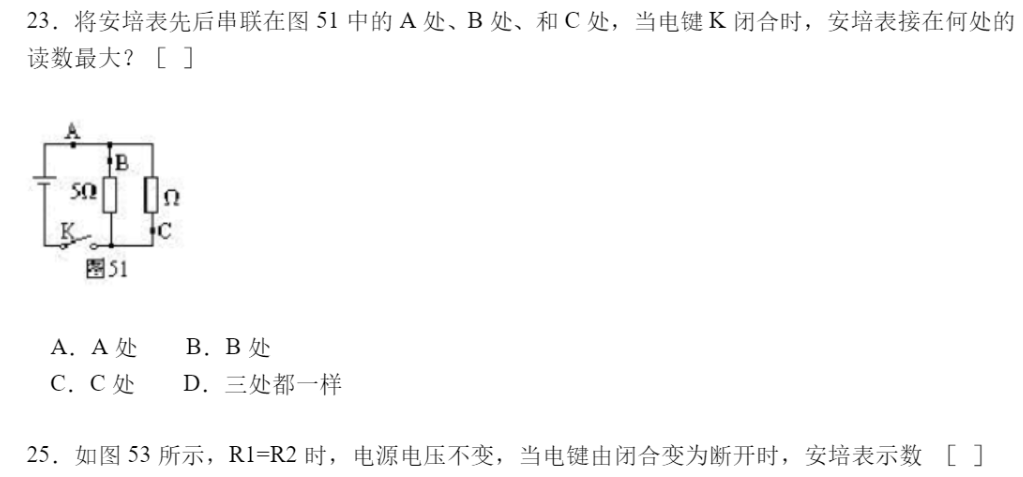 23．将安培表先后串联在图 51 中的 A 处、B 处、和 C 处，当电键 K 闭合时，安培表接在何处的
读数最大？［ ］
A
B
5Ω
Ω
K
C
图51
A．A 处 B．B 处
C．C 处 D．三处都一样
25．如图 53 所示，R1=R2 时，电源电压不变，当电键由闭合变为断开时，安培表示数 ［ ］